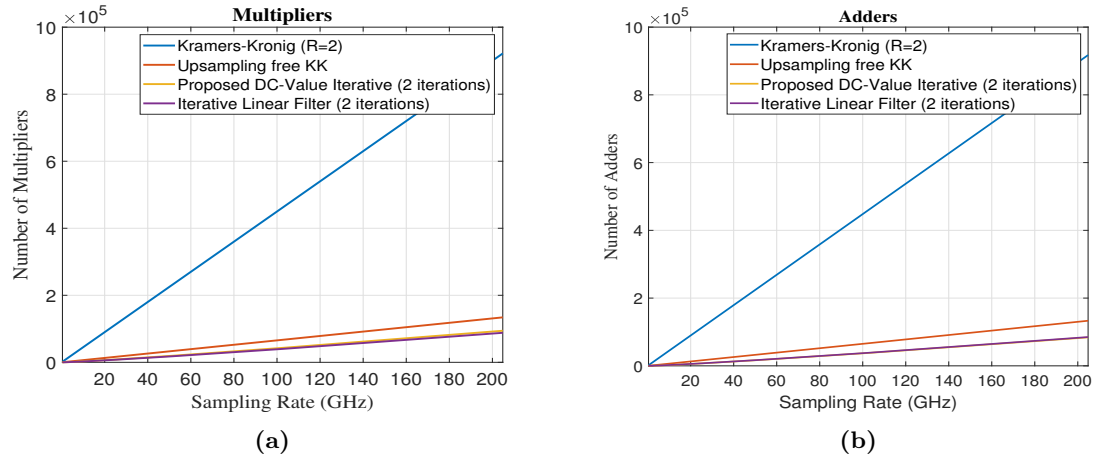 Multipliers
×10⁵
10
8
6
4
2
0
Number of Multipliers
Kramers-Kronig (R=2)
Upsampling free KK
Proposed DC-Value Iterative (2 iterations)
Iterative Linear Filter (2 iterations)
20 40 60 80 100 120 140 160 180 200
Sampling Rate (GHz)
(a)
Adders
×10⁵
10
8
6
4
2
0
Number of Adders
Kramers-Kronig (R=2)
Upsampling free KK
Proposed DC-Value Iterative (2 iterations)
Iterative Linear Filter (2 iterations)
20 40 60 80 100 120 140 160 180 200
Sampling Rate (GHz)
(b)